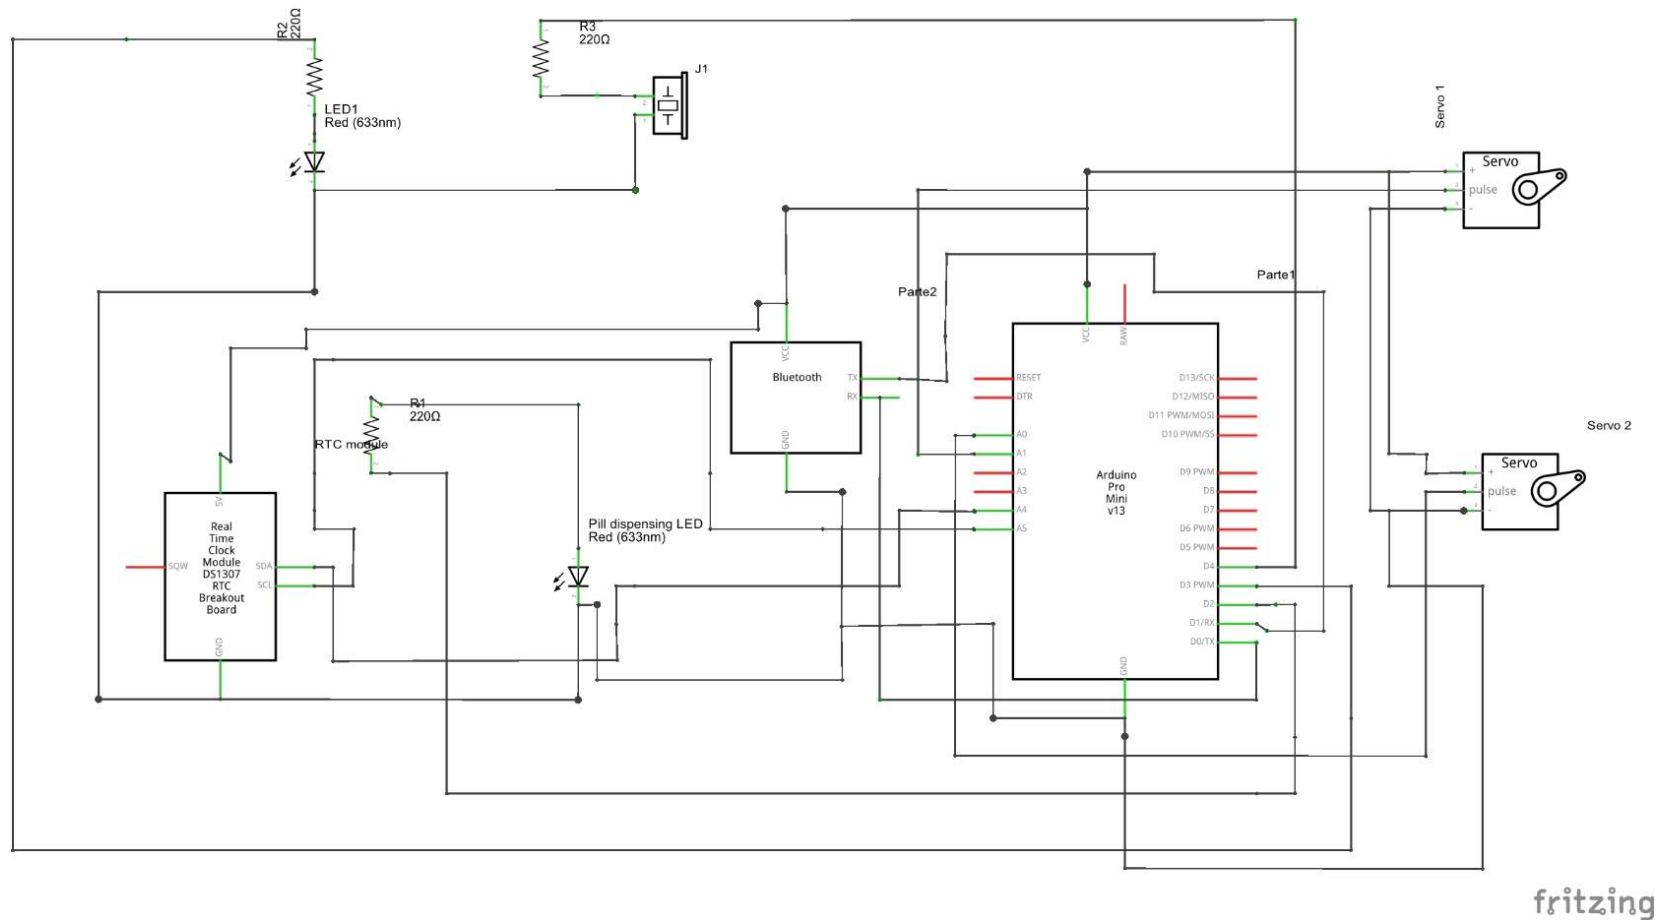 R2
220Ω
R3
220Ω
J1
LED1
Red (633nm)
Servo 1
Servo
+
pulse
-
Parte1
Parte2
VCC
RAW
Bluetooth
VCC
TX
RX
GND
RESET
DTR
A0
A1
A2
A3
A4
A5
Arduino
Pro
Mini
v13
D13/SCK
D12/MISO
D11 PWM/MOSI
D10 PWM/SS
D9 PWM
D8
D7
D6 PWM
D5 PWM
D4
D3 PWM
D2
D1/RX
D0/TX
GND
Servo 2
Servo
+
pulse
-
R1
220Ω
RTC module
5V
Real
Time
Clock
Module
DS1307
RTC
Breakout
Board
SQW
SDA
SCL
GND
Pill dispensing LED
Red (633nm)
fritzing